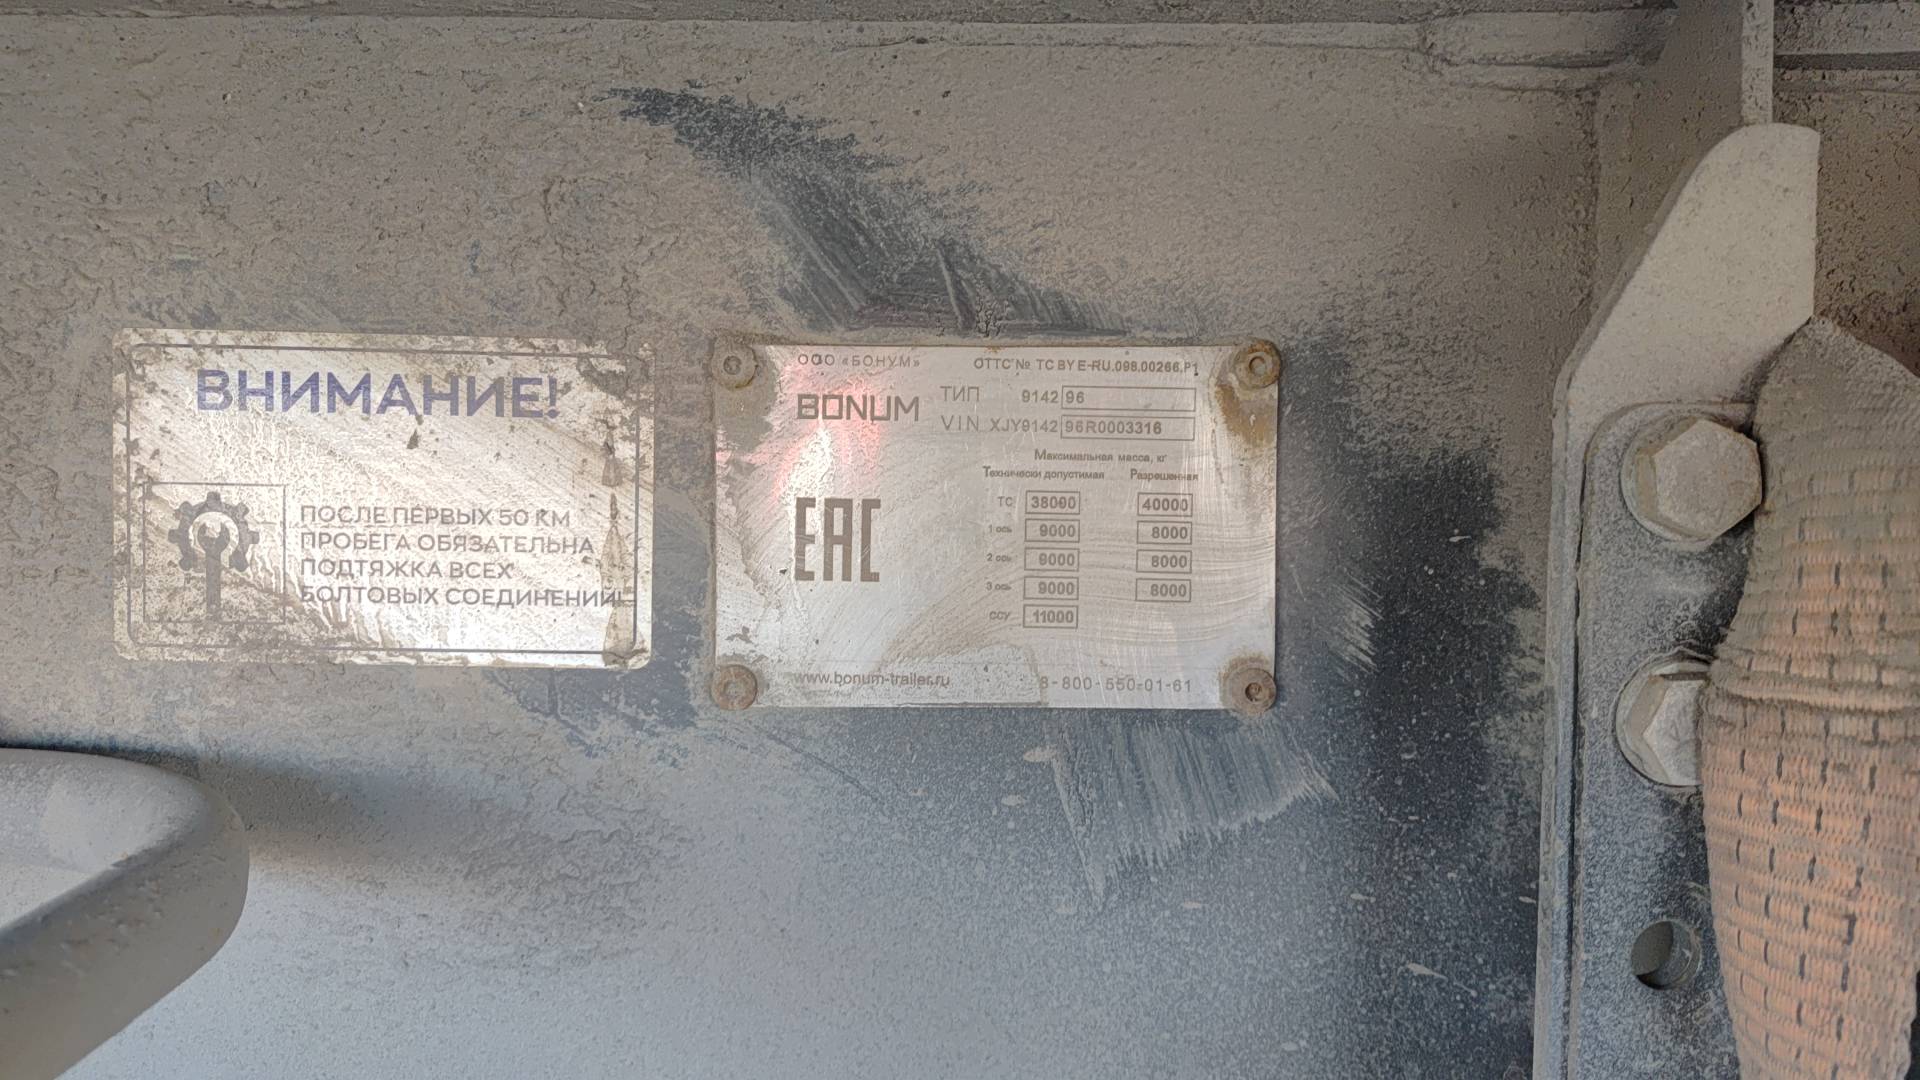 ВНИМАНИЕ!
ПОСЛЕ ПЕРВЫХ 50 КМ
ПРОБЕГА ОБЯЗАТЕЛЬНА
ПОДТЯЖКА ВСЕХ
БОЛТОВЫХ СОЕДИНЕНИЙ!
ООО «БОНУМ» ОТТС № ТС BY E-RU.098.00266.P1
BONUM
ТИП 9142 96
VIN XJY9142 96R0003316
Максимальная масса, кг
Технически допустимая Разрешенная
ТС 38000 40000
1 ось 9000 8000
2 ось 9000 8000
3 ось 9000 8000
ССУ 11000
EAC
www.bonum-trailer.ru 8-800-550-01-61